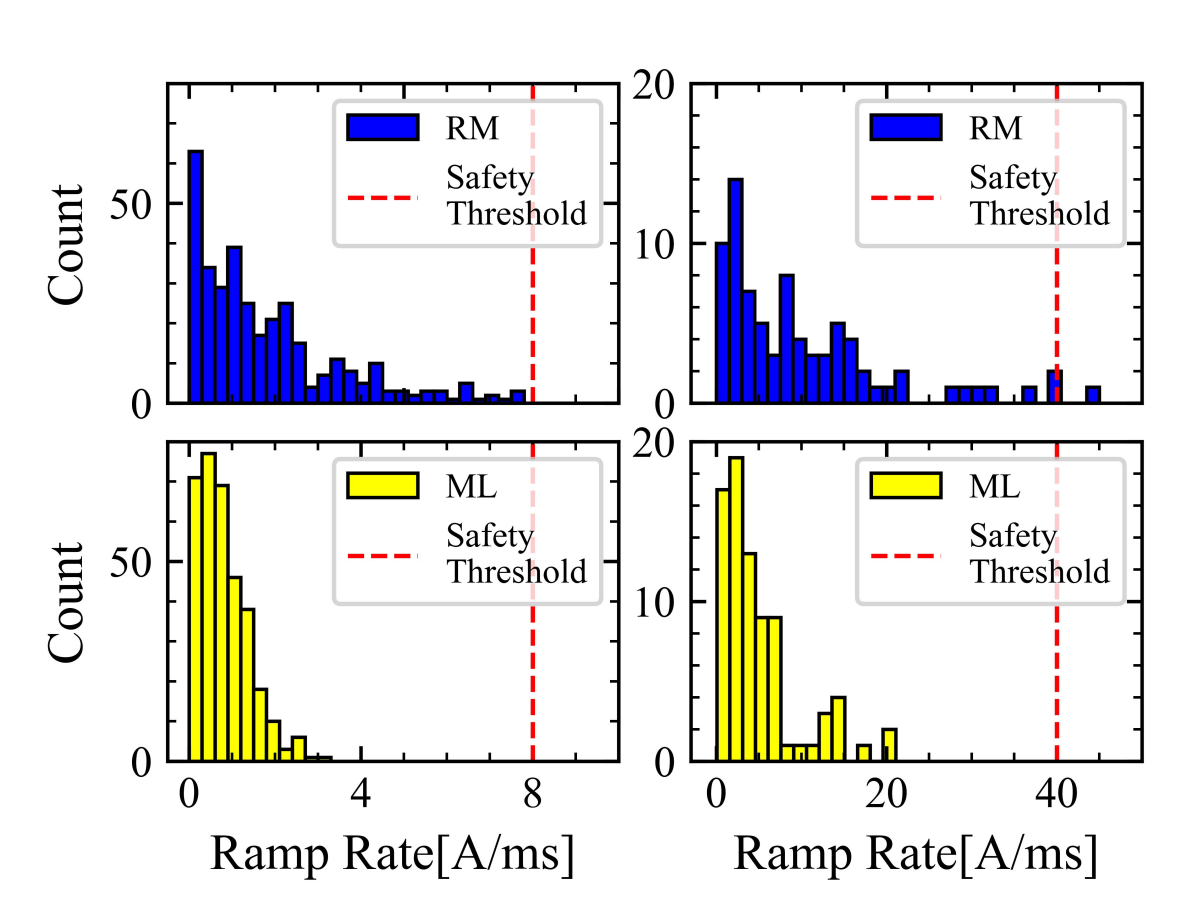 Count
50
0
RM
Safety
Threshold
20
10
0
RM
Safety
Threshold
Count
50
0
ML
Safety
Threshold
0
4
8
Ramp Rate[A/ms]
20
10
0
ML
Safety
Threshold
0
20
40
Ramp Rate[A/ms]